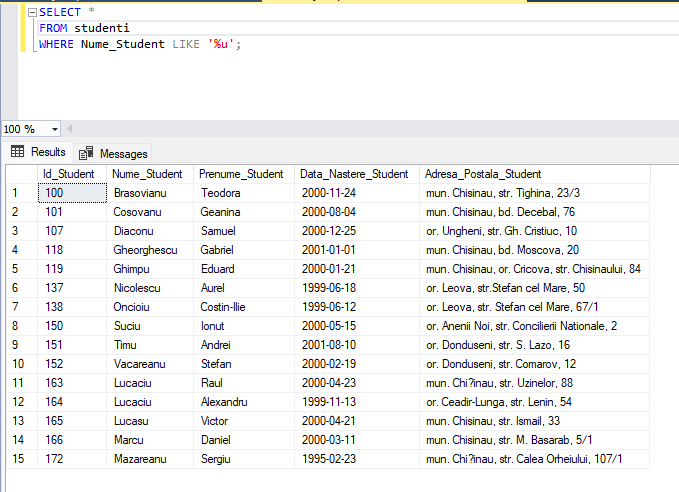 SELECT *
FROM studenti
WHERE Nume_Student LIKE '%u';
100 %
Results Messages
Id_Student Nume_Student Prenume_Student Data_Nastere_Student Adresa_Postala_Student
1 100 Brasovianu Teodora 2000-11-24 mun. Chisinau, str. Tighina, 23/3
2 101 Cosovanu Geanina 2000-08-04 mun. Chisinau, bd. Decebal, 76
3 107 Diaconu Samuel 2000-12-25 or. Ungheni, str. Gh. Cristiuc, 10
4 118 Gheorghescu Gabriel 2001-01-01 mun. Chisinau, bd. Moscova, 20
5 119 Ghimpu Eduard 2000-01-21 mun. Chisinau, or. Cricova, str. Chisinaului, 84
6 137 Nicolescu Aurel 1999-06-18 or. Leova, str.Stefan cel Mare, 50
7 138 Oncioiu Costin-Ilie 1999-06-12 or. Leova, str. Stefan cel Mare, 67/1
8 150 Suciu Ionut 2000-05-15 or. Anenii Noi, str. Concilierii Nationale, 2
9 151 Timu Andrei 2001-08-10 or. Donduseni, str. S. Lazo, 16
10 152 Vacareanu Stefan 2000-02-19 or. Donduseni, str. Comarov, 12
11 163 Lucaciu Raul 2000-04-23 mun. Chi?inau, str. Uzinelor, 88
12 164 Lucaciu Alexandru 1999-11-13 or. Ceadir-Lunga, str. Lenin, 54
13 165 Lucasu Victor 2000-04-21 mun. Chisinau, str. Ismail, 33
14 166 Marcu Daniel 2000-03-11 mun. Chisinau, str. M. Basarab, 5/1
15 172 Mazareanu Sergiu 1995-02-23 mun. Chi?inau, str. Calea Orheiului, 107/1